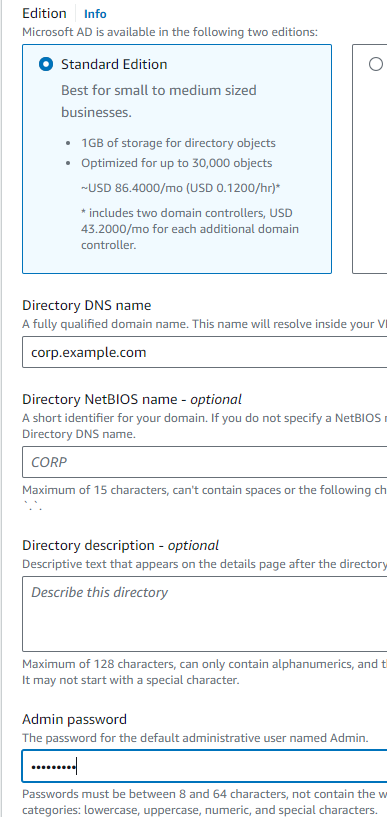 Edition Info
Microsoft AD is available in the following two editions:
Standard Edition
Best for small to medium sized
businesses.
• 1GB of storage for directory objects
• Optimized for up to 30,000 objects
~USD 86.4000/mo (USD 0.1200/hr)*
* includes two domain controllers, USD
43.2000/mo for each additional domain
controller.
Directory DNS name
A fully qualified domain name. This name will resolve inside your
corp.example.com
Directory NetBIOS name - optional
A short identifier for your domain. If you do not specify a NetBIOS
Directory DNS name.
CORP
Maximum of 15 characters, can't contain spaces or the following
Directory description - optional
Descriptive text that appears on the details page after the directory
Describe this directory
Maximum of 128 characters, can only contain alphanumerics, and
It may not start with a special character.
Admin password
The password for the default administrative user named Admin.
•••••••••
Passwords must be between 8 and 64 characters, not contain the
categories: lowercase, uppercase, numeric, and special characters.